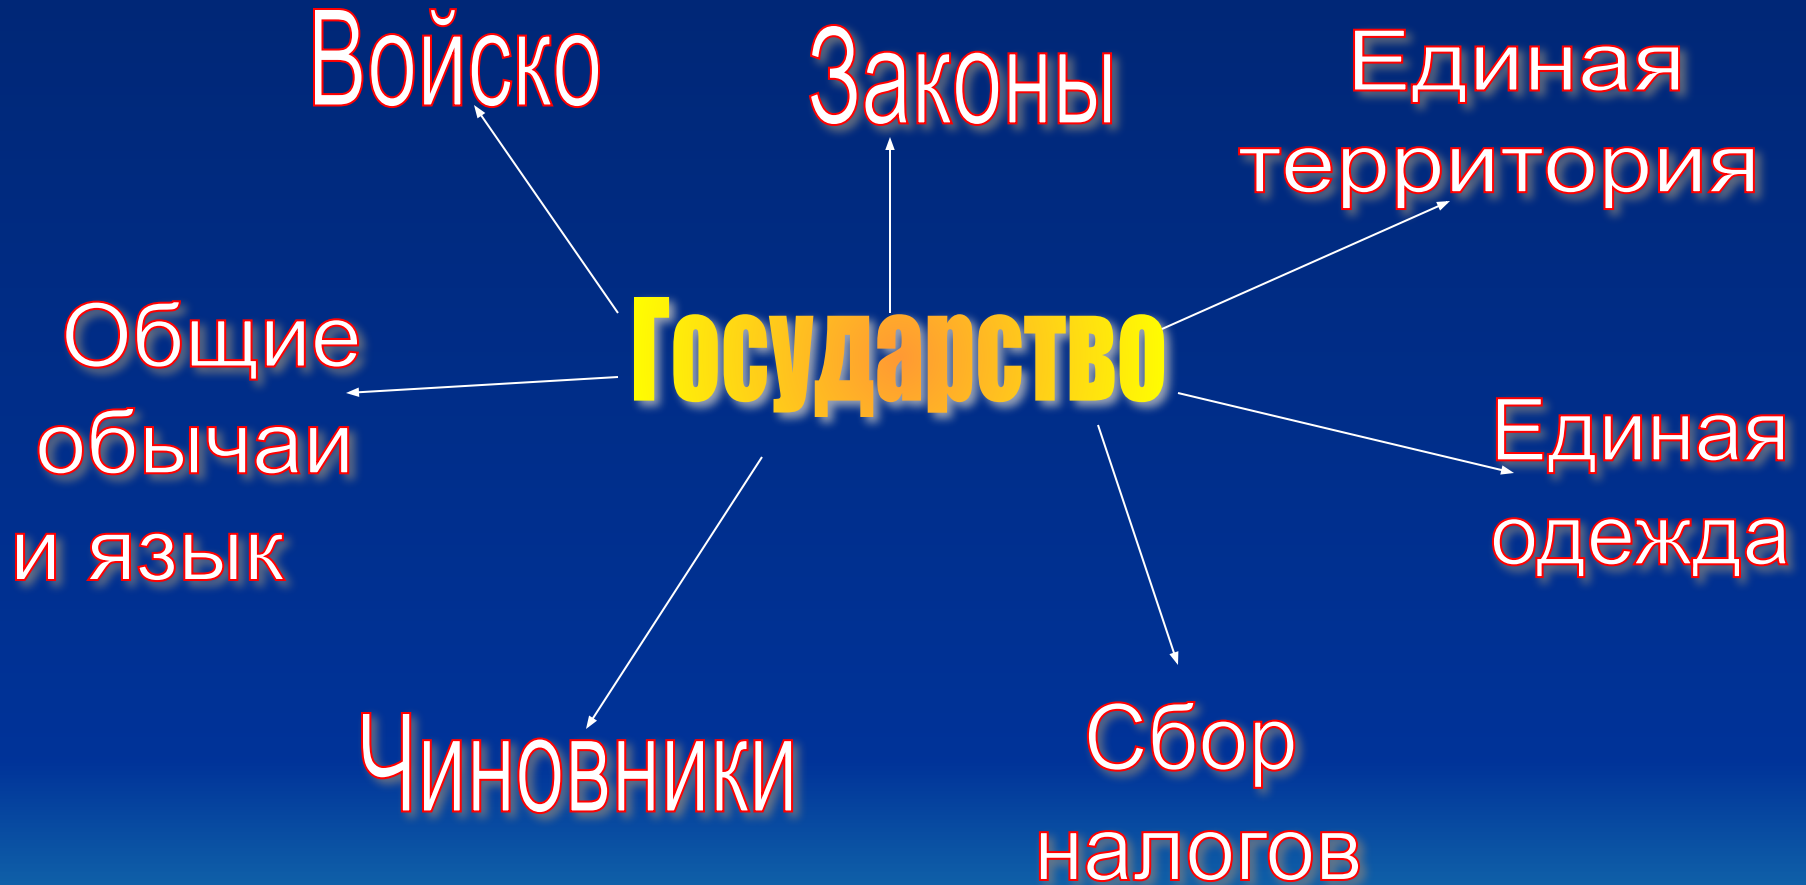 Войско
Законы
Единая
территория
Государство
Общие
обычаи
и язык
Единая
одежда
Чиновники
Сбор
налогов